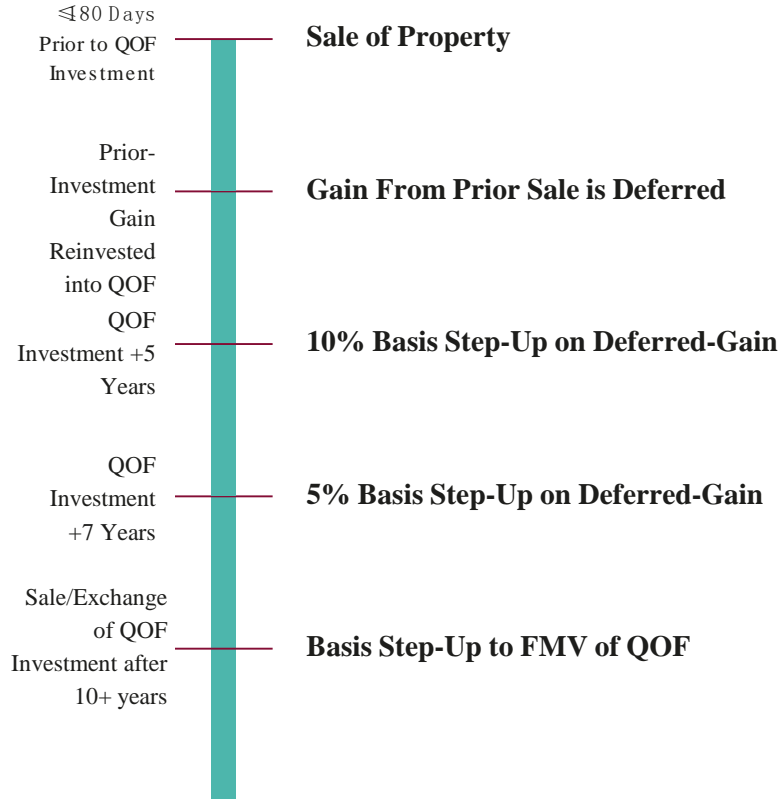 ≤180 Days
Prior to QOF
Investment
Sale of Property
Prior-
Investment
Gain
Reinvested
into QOF
Gain From Prior Sale is Deferred
QOF
Investment +5
Years
10% Basis Step-Up on Deferred-Gain
QOF
Investment
+7 Years
5% Basis Step-Up on Deferred-Gain
Sale/Exchange
of QOF
Investment after
10+ years
Basis Step-Up to FMV of QOF